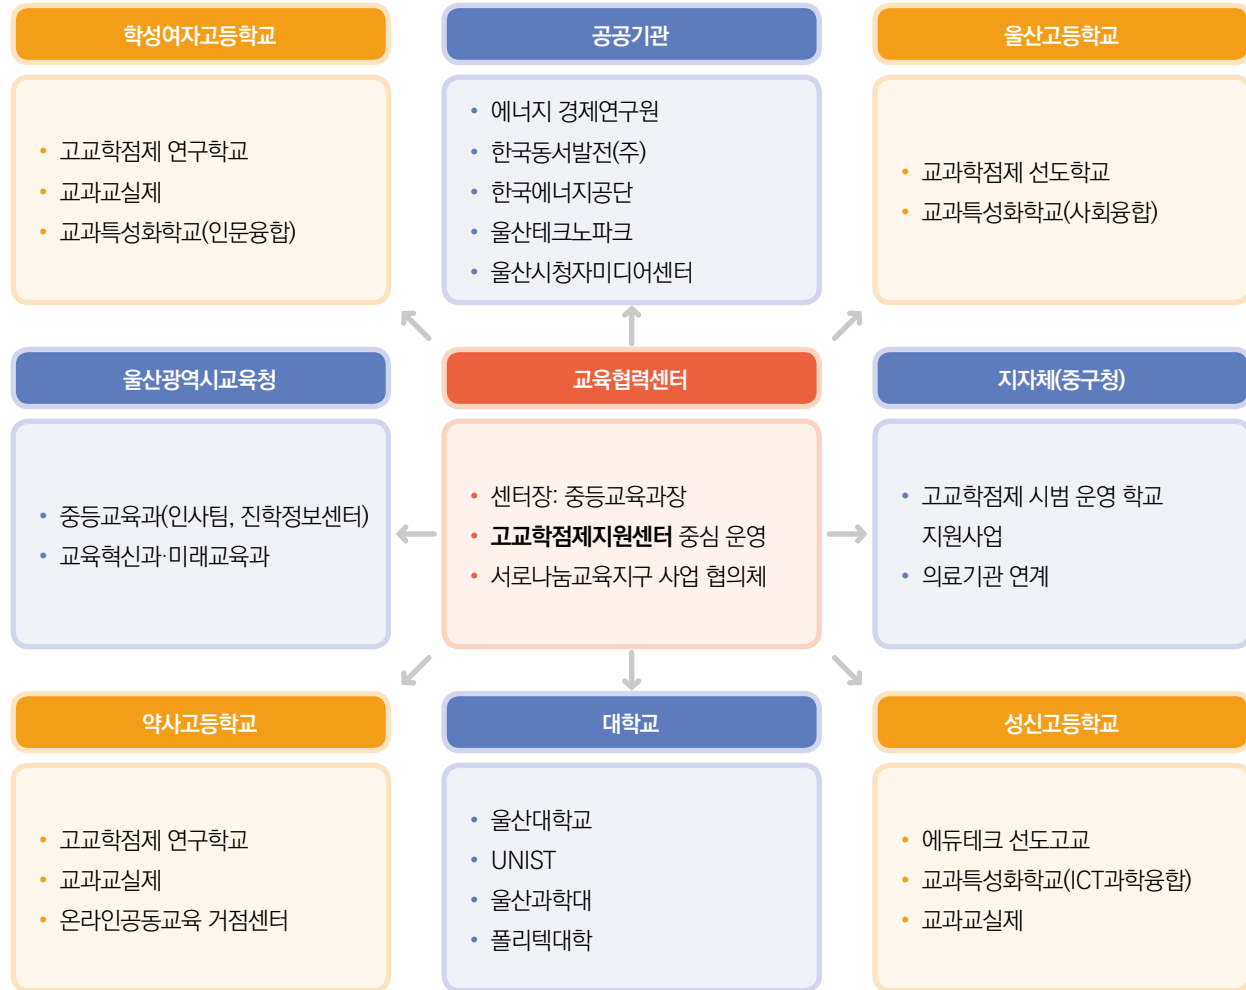 학성여자고등학교
• 고교학점제 연구학교
• 교과교실제
• 교과특성화학교(인문융합)
공공기관
• 에너지 경제연구원
• 한국동서발전(주)
• 한국에너지공단
• 울산테크노파크
• 울산시청자미디어센터
울산고등학교
• 교과학점제 선도학교
• 교과특성화학교(사회융합)
울산광역시교육청
• 중등교육과(인사팀, 진학정보센터)
• 교육혁신과·미래교육과
교육협력센터
• 센터장: 중등교육과장
• 고교학점제지원센터 중심 운영
• 서로나눔교육지구 사업 협의체
지자체(중구청)
• 고교학점제 시범 운영 학교
지원사업
• 의료기관 연계
약사고등학교
• 고교학점제 연구학교
• 교과교실제
• 온라인공동교육 거점센터
대학교
• 울산대학교
• UNIST
• 울산과학대
• 폴리텍대학
성신고등학교
• 에듀테크 선도고교
• 교과특성화학교(ICT과학융합)
• 교과교실제